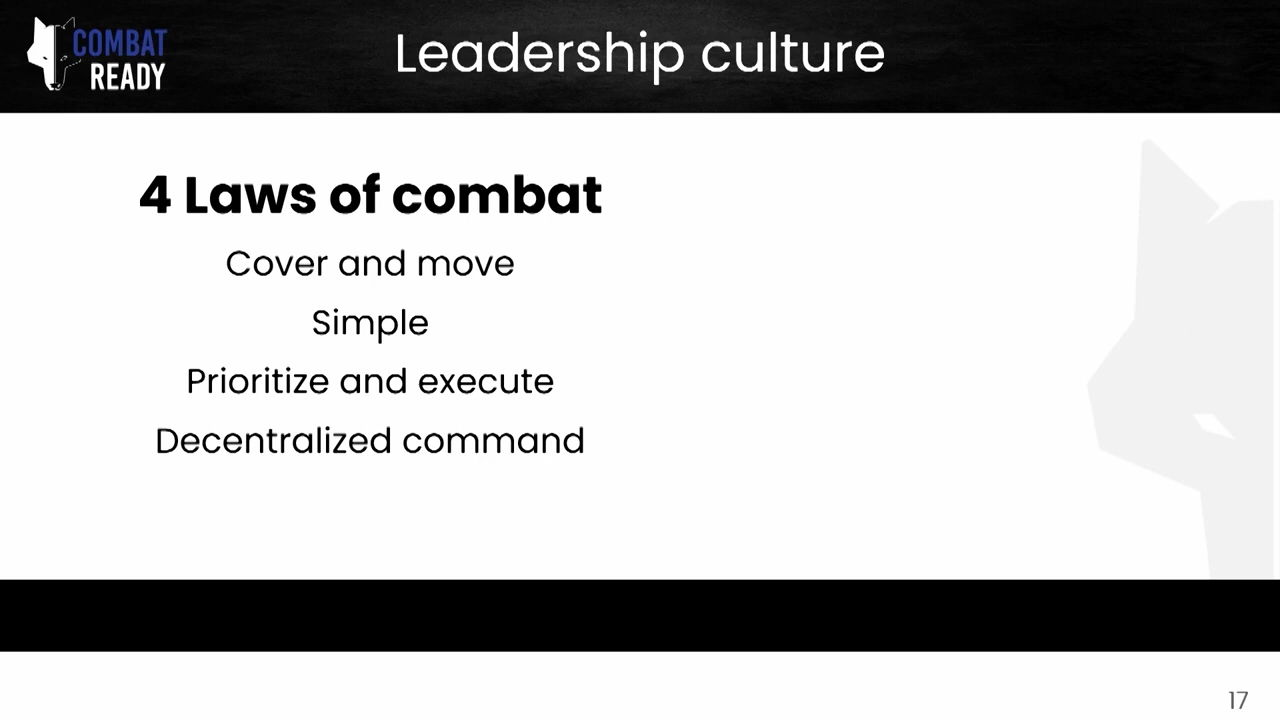 COMBAT
READY
Leadership culture
4 Laws of combat
Cover and move
Simple
Prioritize and execute
Decentralized command
17